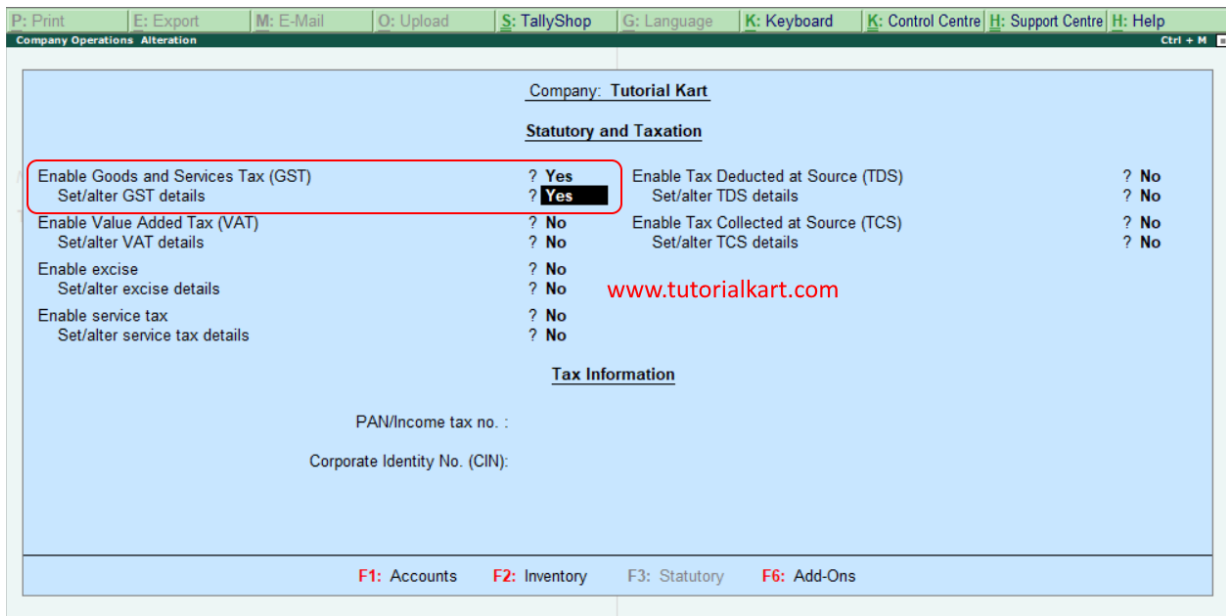 P: Print E: Export M: E-Mail O: Upload S: TallyShop G: Language K: Keyboard K: Control Centre H: Support Centre H: Help
Company Operations Alteration Ctrl + M
Company: Tutorial Kart
Statutory and Taxation
Enable Goods and Services Tax (GST) ? Yes Enable Tax Deducted at Source (TDS) ? No
Set/alter GST details ? Yes Set/alter TDS details ? No
Enable Value Added Tax (VAT) ? No Enable Tax Collected at Source (TCS) ? No
Set/alter VAT details ? No Set/alter TCS details ? No
Enable excise ? No
Set/alter excise details ? No www.tutorialkart.com
Enable service tax ? No
Set/alter service tax details ? No
Tax Information
PAN/Income tax no. :
Corporate Identity No. (CIN):
F1: Accounts F2: Inventory F3: Statutory F6: Add-Ons